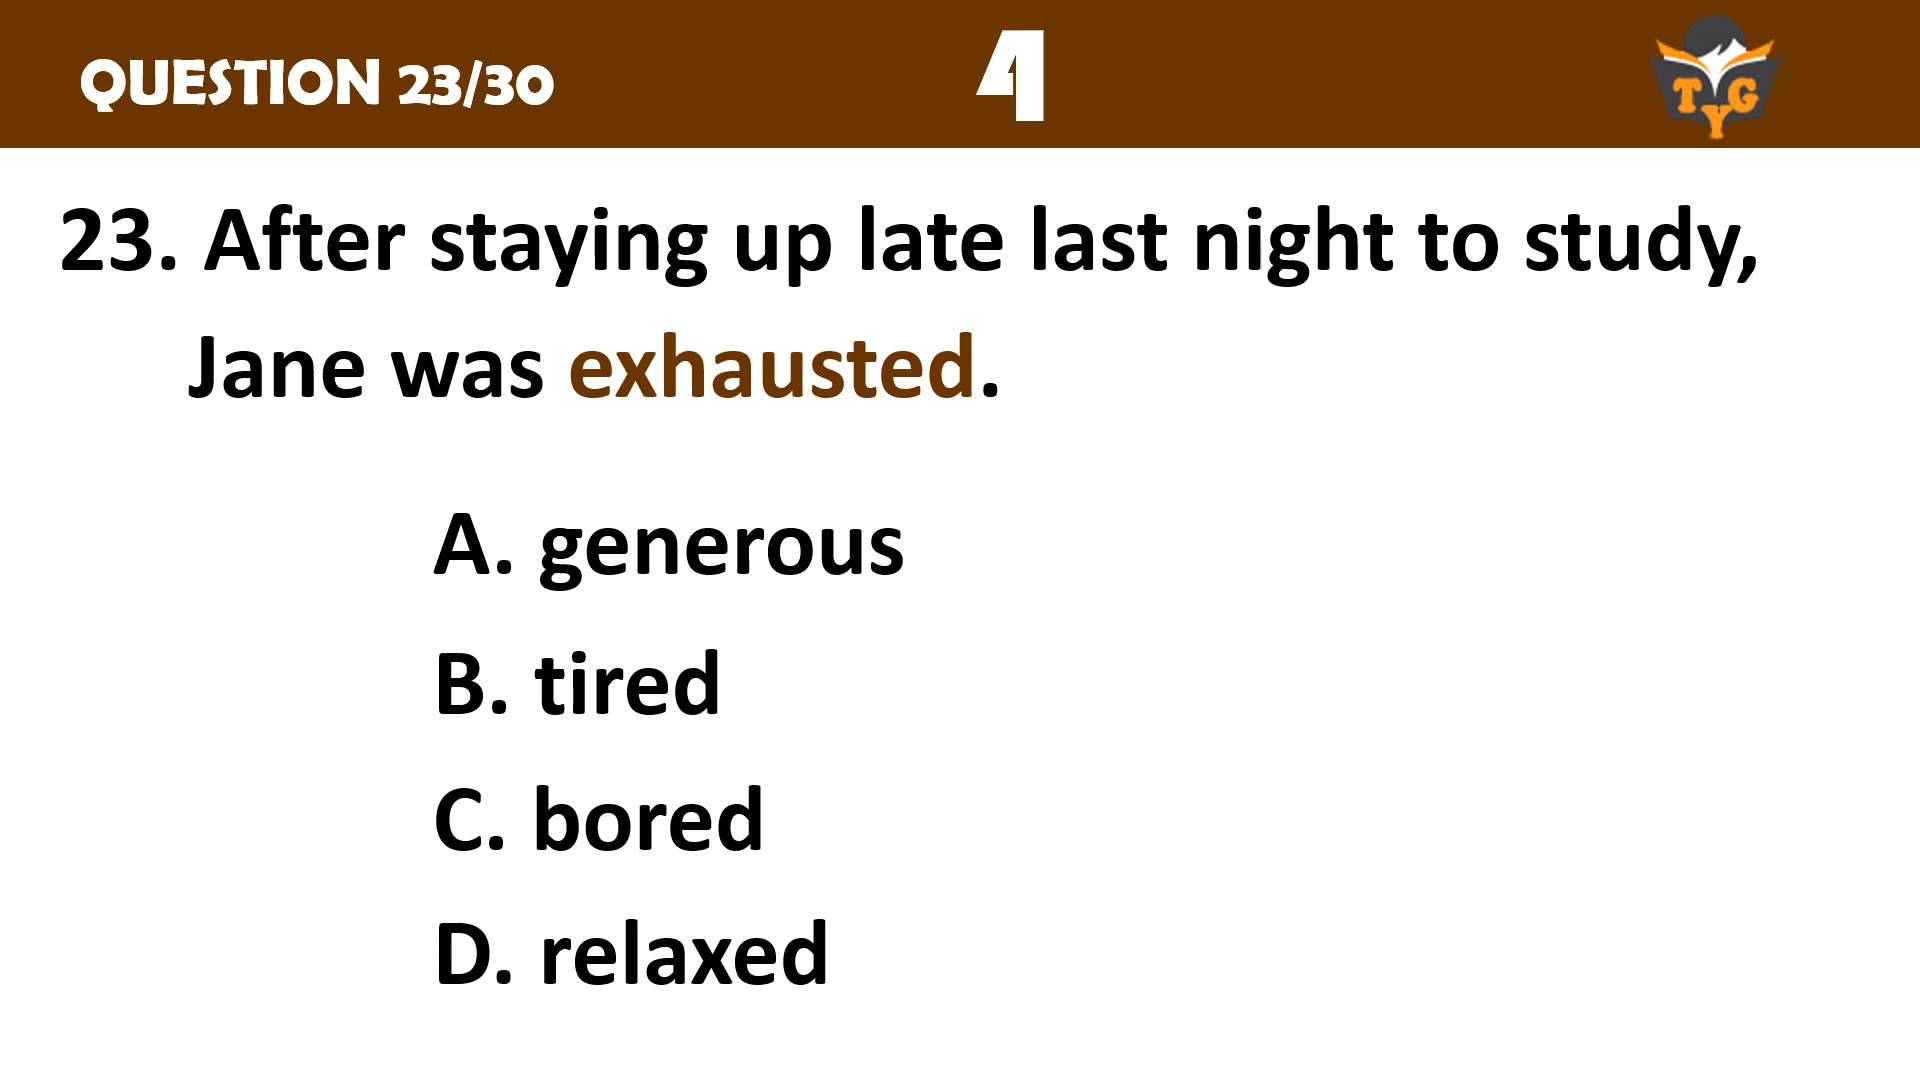 QUESTION 23/30
4
TYG
23. After staying up late last night to study,
Jane was exhausted.
A. generous
B. tired
C. bored
D. relaxed